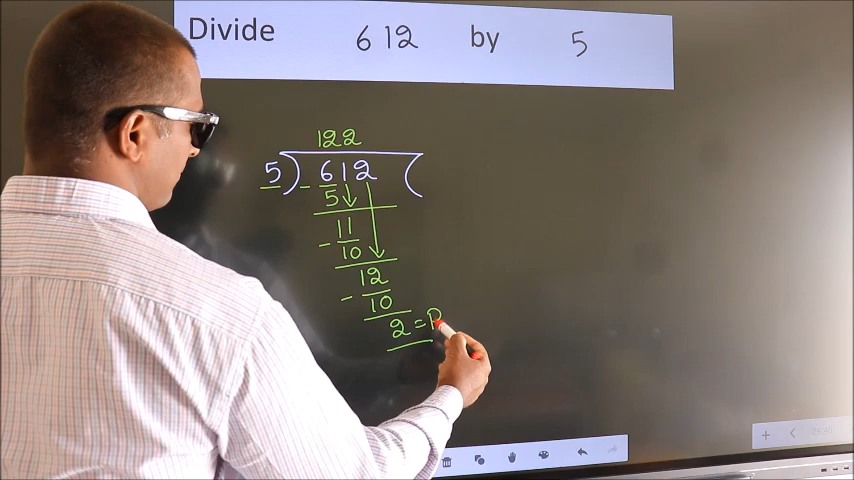 Divide 612 by 5
122
5) 612 (
- 5
11
- 10
12
- 10
2 = R